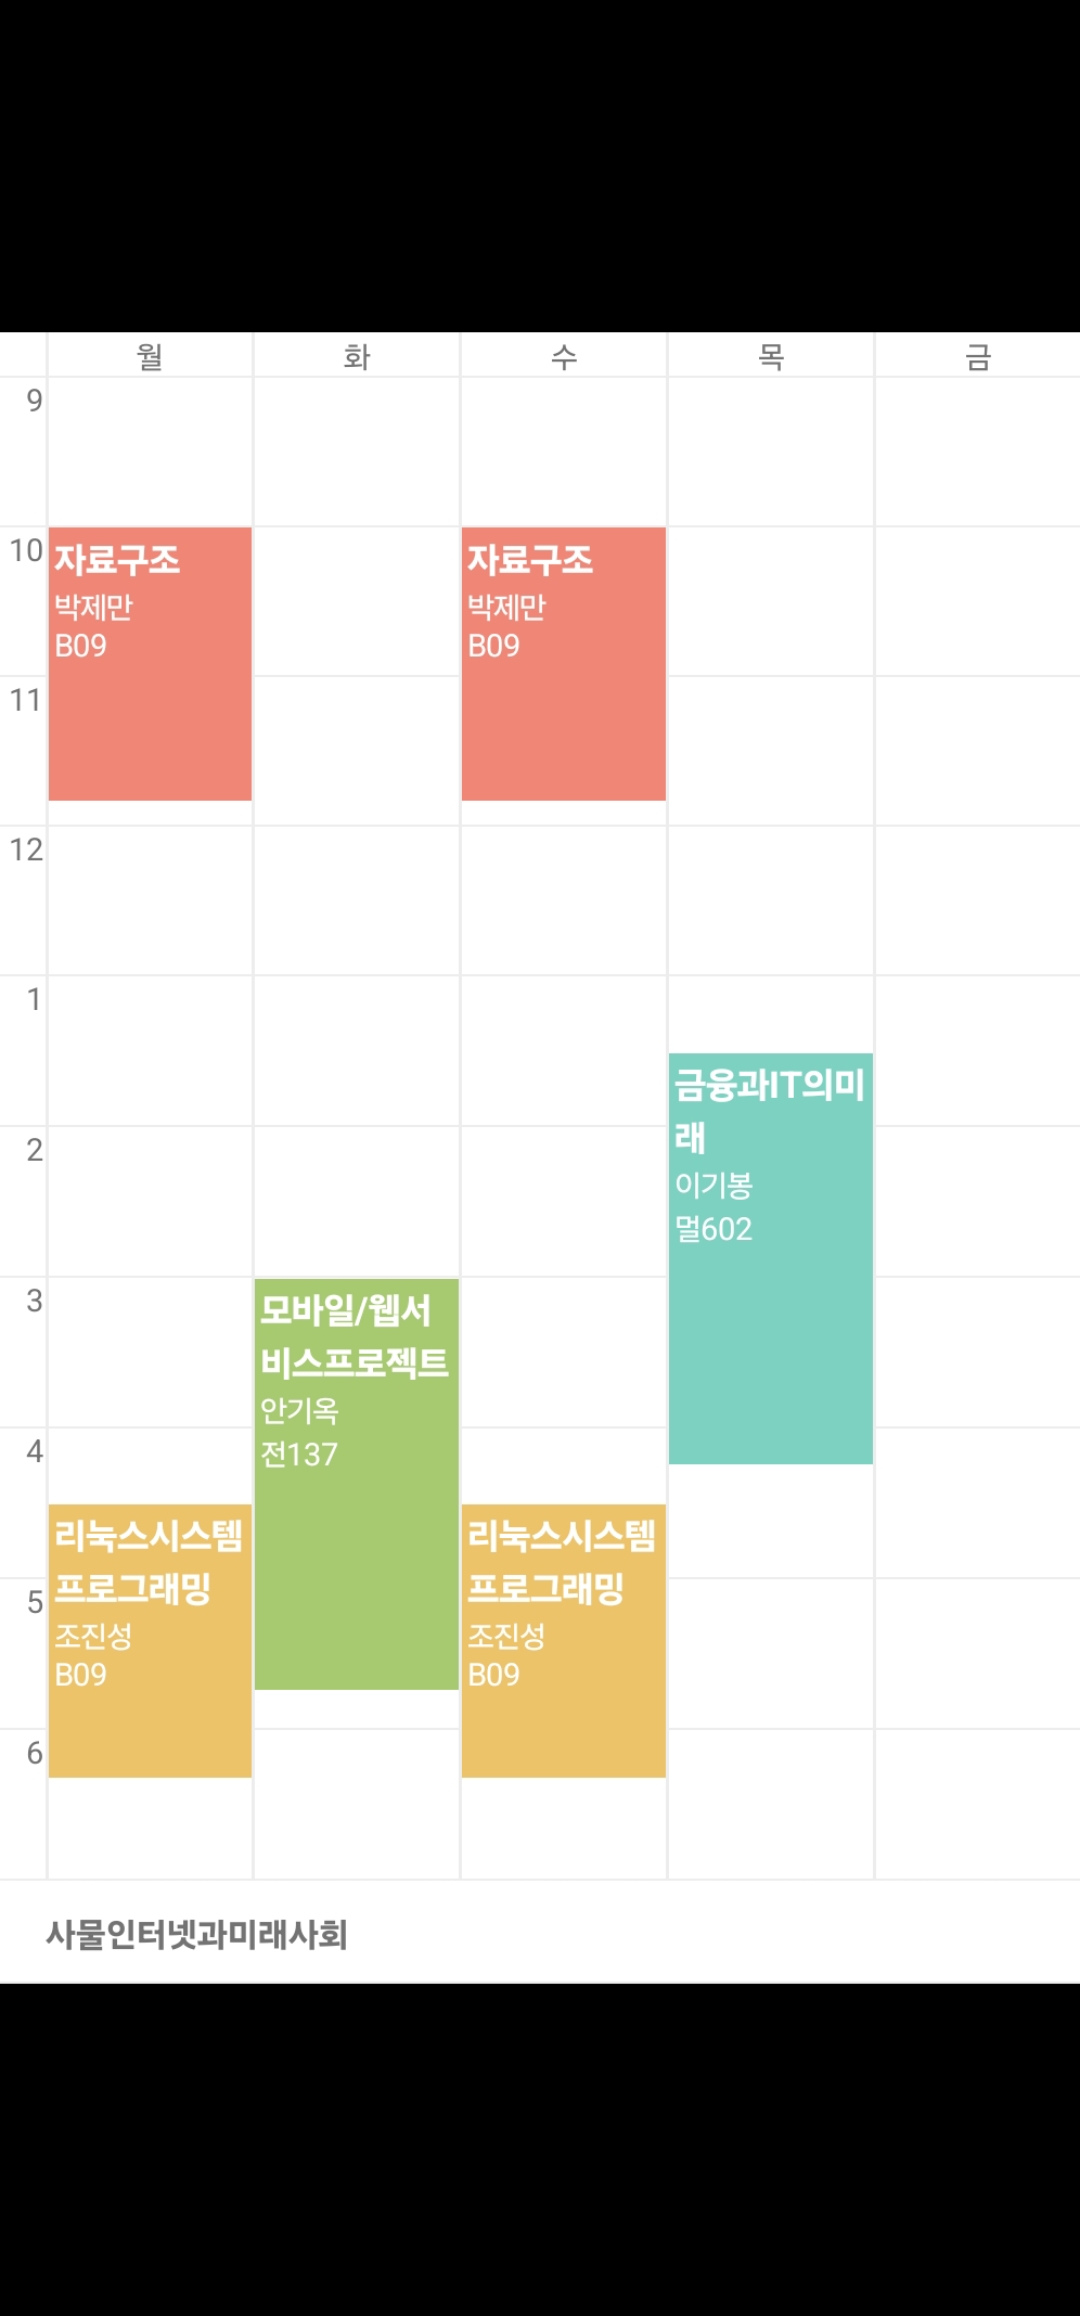 월 화 수 목 금
9
10
자료구조
박제만
B09
자료구조
박제만
B09
11
12
1
금융과IT의미
래
이기봉
멀602
2
3
모바일/웹서
비스프로젝트
안기옥
전137
4
리눅스시스템
프로그래밍
조진성
B09
리눅스시스템
프로그래밍
조진성
B09
5
6
사물인터넷과미래사회